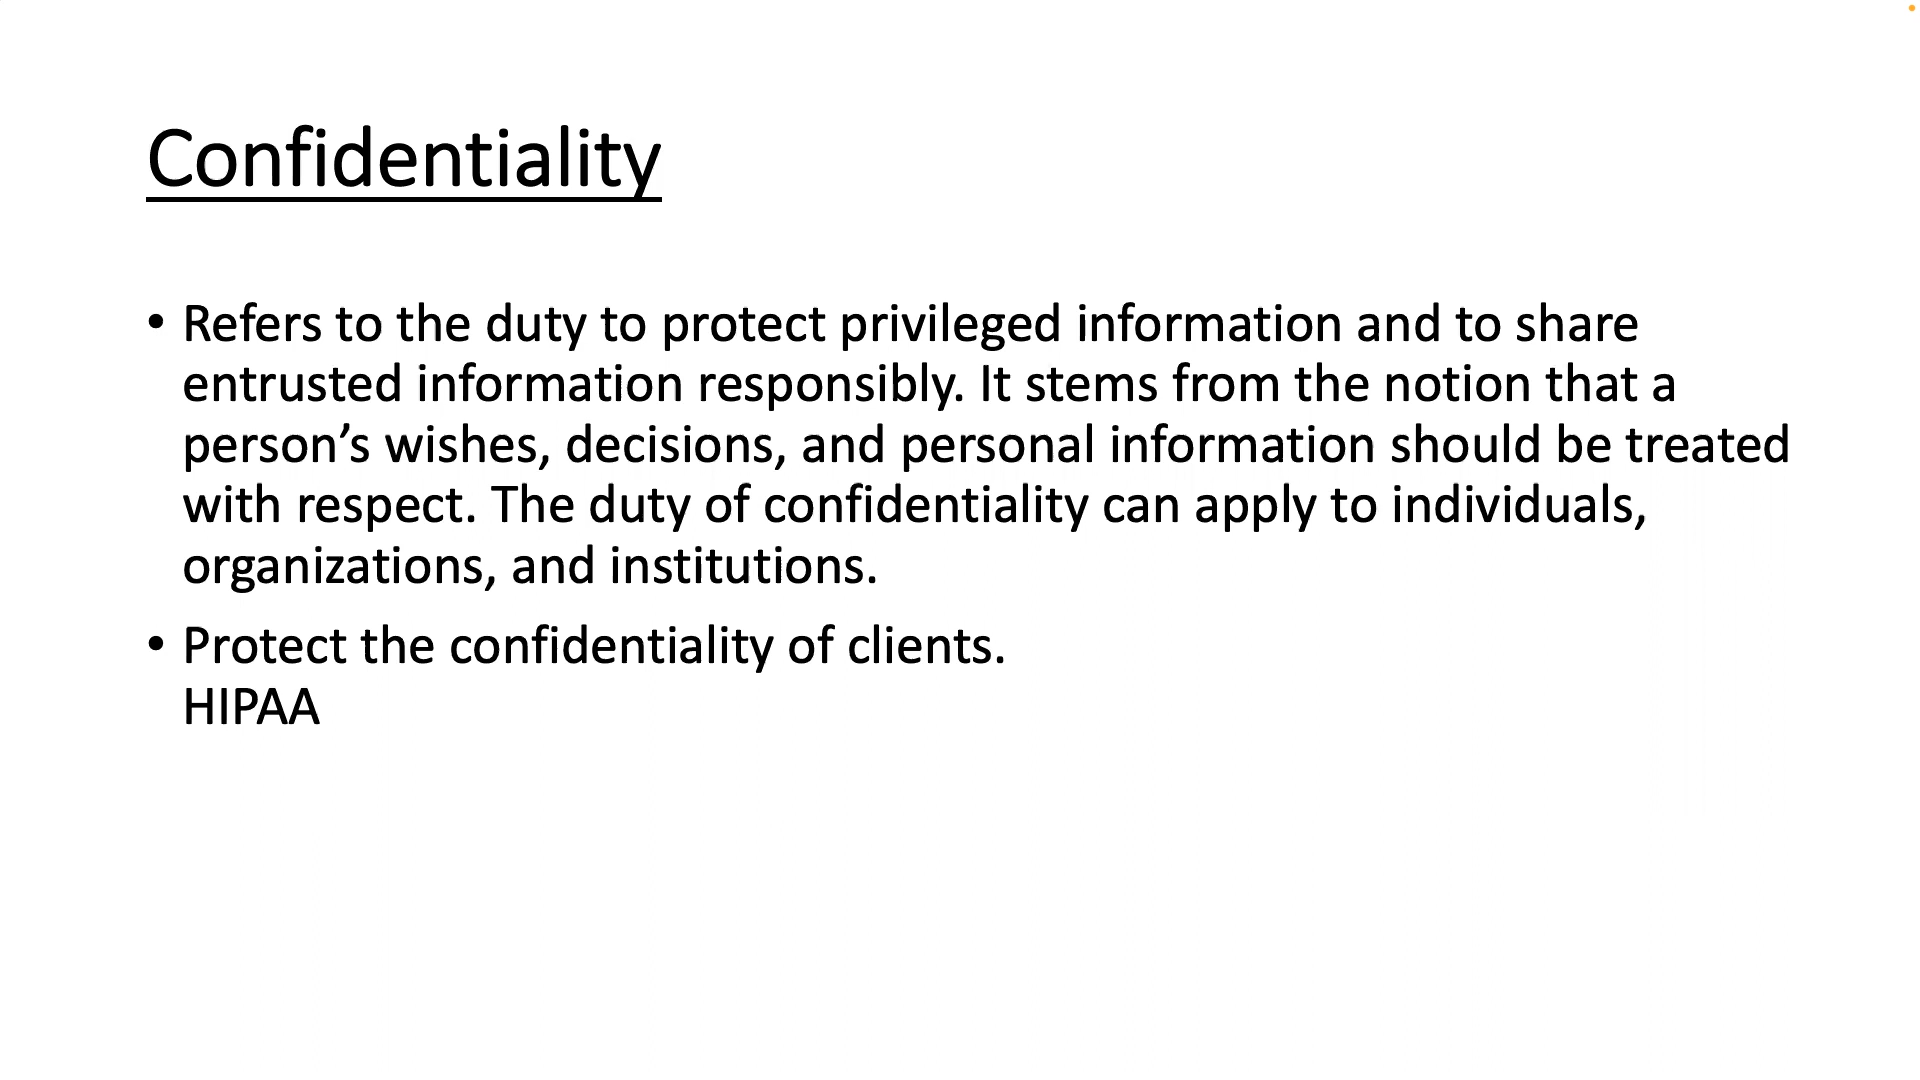 Confidentiality
• Refers to the duty to protect privileged information and to share
entrusted information responsibly. It stems from the notion that a
person’s wishes, decisions, and personal information should be treated
with respect. The duty of confidentiality can apply to individuals,
organizations, and institutions.
• Protect the confidentiality of clients.
HIPAA